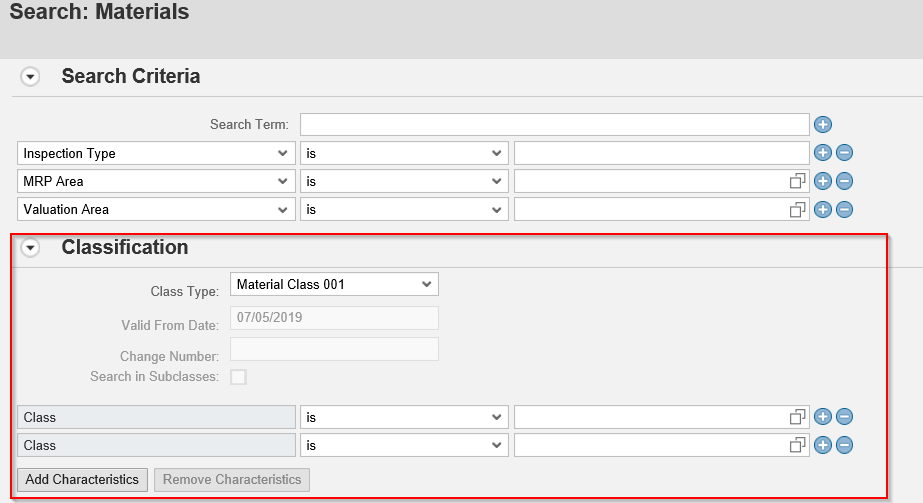 Search: Materials
Search Criteria
Search Term:
Inspection Type is
MRP Area is
Valuation Area is
Classification
Class Type: Material Class 001
Valid From Date: 07/05/2019
Change Number:
Search in Subclasses:
Class is
Class is
Add Characteristics Remove Characteristics